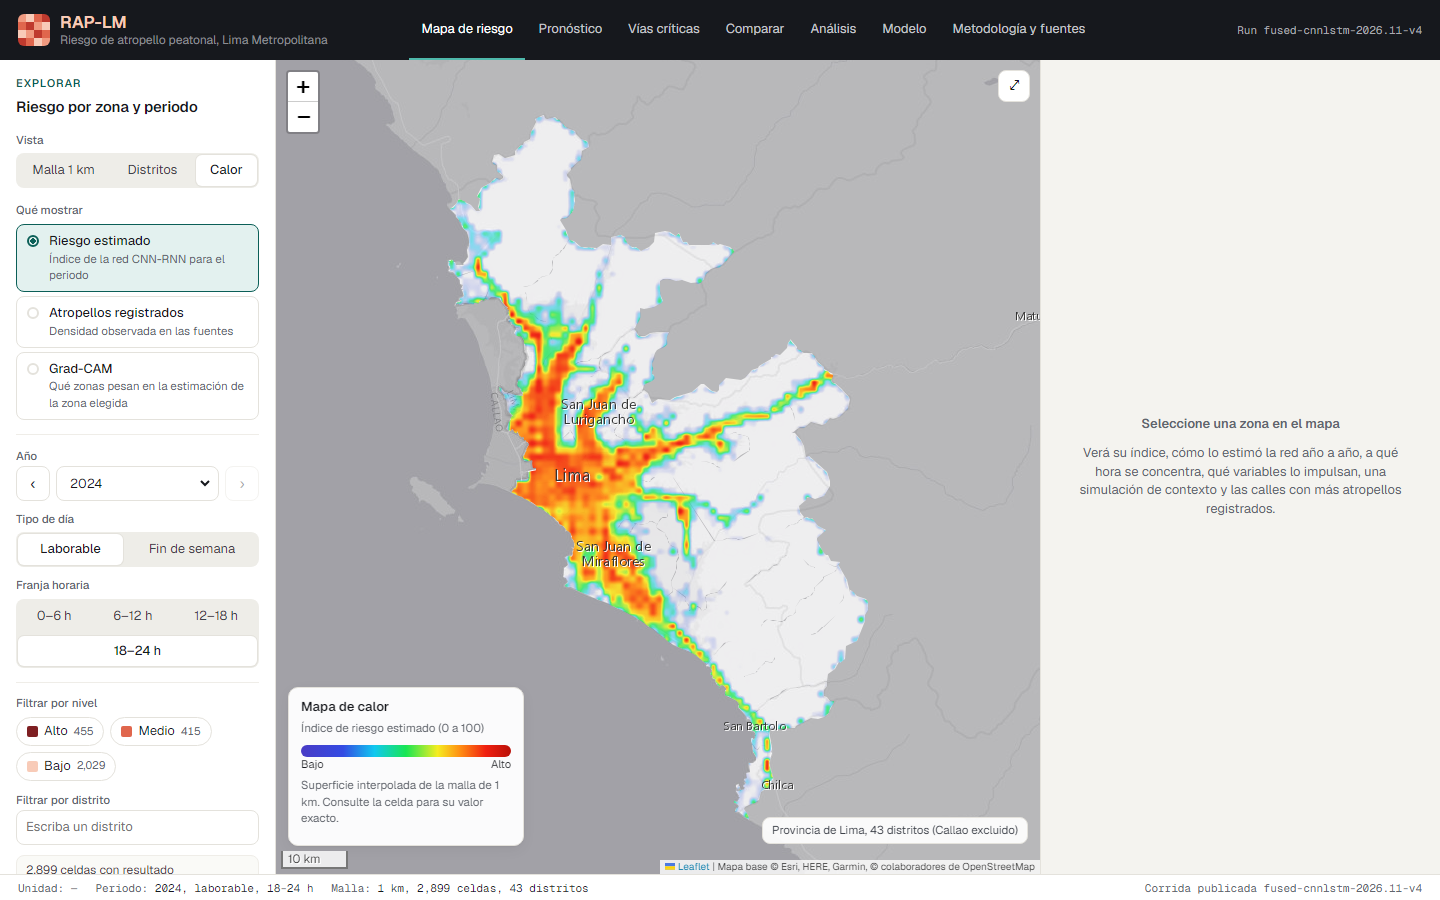 RAP-LM
Riesgo de atropello peatonal, Lima Metropolitana
Mapa de riesgo
Pronóstico
Vías críticas
Comparar
Análisis
Modelo
Metodología y fuentes
Run fused-cnnlstm-2026.11-v4
EXPLORAR
Riesgo por zona y periodo
Vista
Malla 1 km
Distritos
Calor
Qué mostrar
Riesgo estimado
Índice de la red CNN-RNN para el
periodo
Atropellos registrados
Densidad observada en las fuentes
Grad-CAM
Qué zonas pesan en la estimación de
la zona elegida
Año
‹
2024
›
Tipo de día
Laborable
Fin de semana
Franja horaria
0–6 h
6–12 h
12–18 h
18–24 h
Filtrar por nivel
Alto 455
Medio 415
Bajo 2,029
Filtrar por distrito
Escriba un distrito
2,899 celdas con resultado
+
−
Matu
CALLAO
San Juan de
Lurigancho
Lima
San Juan de
Miraflores
San Bartolo
Chilca
Mapa de calor
Índice de riesgo estimado (0 a 100)
Bajo
Alto
Superficie interpolada de la malla de 1
km. Consulte la celda para su valor
exacto.
10 km
Provincia de Lima, 43 distritos (Callao excluido)
Leaflet | Mapa base © Esri, HERE, Garmin, © colaboradores de OpenStreetMap
Seleccione una zona en el mapa
Verá su índice, cómo lo estimó la red año a año, a qué
hora se concentra, qué variables lo impulsan, una
simulación de contexto y las calles con más atropellos
registrados.
Unidad: —
Periodo: 2024, laborable, 18–24 h
Malla: 1 km, 2,899 celdas, 43 distritos
Corrida publicada fused-cnnlstm-2026.11-v4